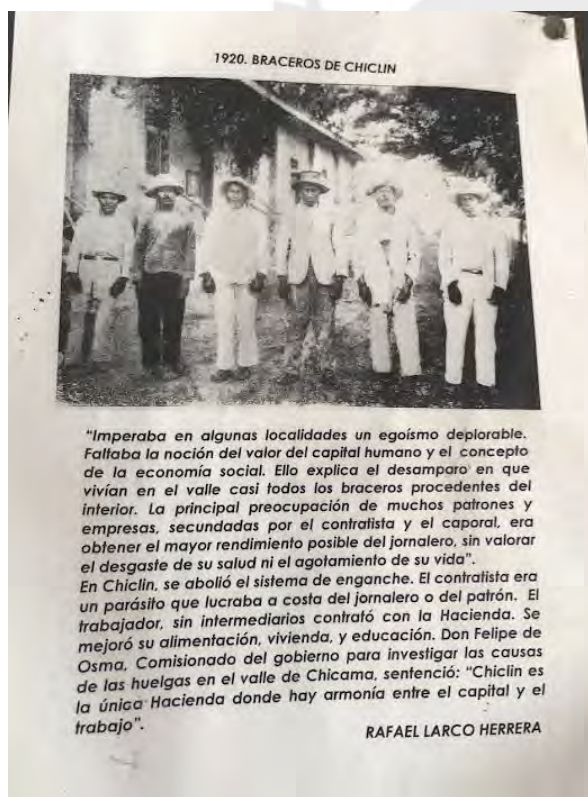 1920. BRACEROS DE CHICLIN
"Imperaba en algunas localidades un egoísmo deplorable.
Faltaba la noción del valor del capital humano y el concepto
de la economía social. Ello explica el desamparo en que
vivían en el valle casi todos los braceros procedentes del
interior. La principal preocupación de muchos patrones y
empresas, secundadas por el contratista y el caporal, era
obtener el mayor rendimiento posible del jornalero, sin valorar
el desgaste de su salud ni el agotamiento de su vida".
En Chiclin, se abolió el sistema de enganche. El contratista era
un parásito que lucraba a costa del jornalero o del patrón. El
trabajador, sin intermediarios contrató con la Hacienda. Se
mejoró su alimentación, vivienda, y educación. Don Felipe de
Osma, Comisionado del gobierno para investigar las causas
de las huelgas en el valle de Chicama, sentenció: "Chiclin es
la única Hacienda donde hay armonía entre el capital y el
trabajo".
RAFAEL LARCO HERRERA